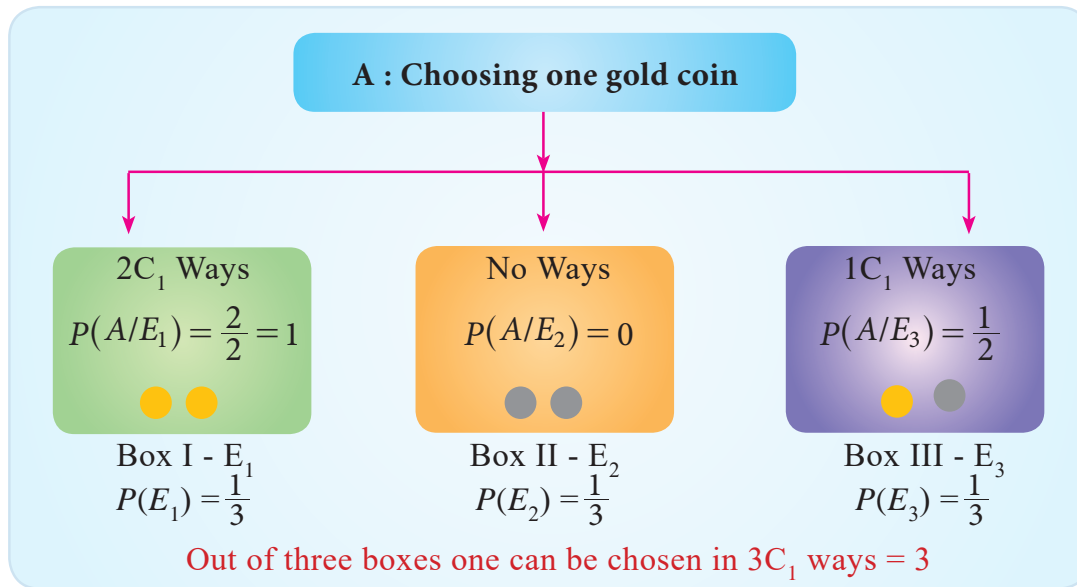 A : Choosing one gold coin
2C₁ Ways
P(A/E₁) = 2/2 = 1
Box I - E₁
P(E₁) = 1/3
No Ways
P(A/E₂) = 0
Box II - E₂
P(E₂) = 1/3
1C₁ Ways
P(A/E₃) = 1/2
Box III - E₃
P(E₃) = 1/3
Out of three boxes one can be chosen in 3C₁ ways = 3